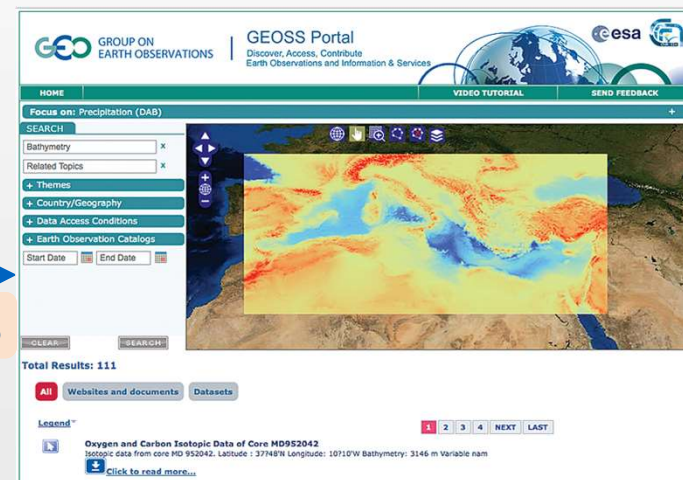 GEO GROUP ON
EARTH OBSERVATIONS
GEOSS Portal
Discover, Access, Contribute
Earth Observations and Information & Services
esa
HOME
VIDEO TUTORIAL
SEND FEEDBACK
Focus on: Precipitation (DAB)
+
SEARCH
Bathymetry x
Related Topics x
+ Themes
+ Country/Geography
+ Data Access Conditions
+ Earth Observation Catalogs
Start Date End Date
CLEAR SEARCH
Total Results: 111
All Websites and documents Datasets
Legend
1 2 3 4 NEXT LAST
Oxygen and Carbon Isotopic Data of Core MD952042
Isotopic data from core MD 952042. Latitude : 37?48'N Longitude: 10?10'W Bathymetry: 3146 m Variable nam
Click to read more...